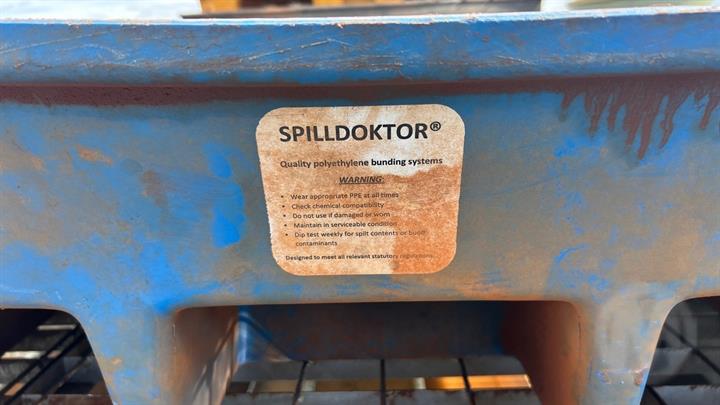 SPILLDOKTOR®
Quality polyethylene bunding systems
WARNING:
• Wear appropriate PPE at all times
• Check chemical compatibility
• Do not use if damaged or worn
• Maintain in serviceable condition
• Dip test weekly for spilt contents or bund
contaminants
Designed to meet all relevant statutory regulations.